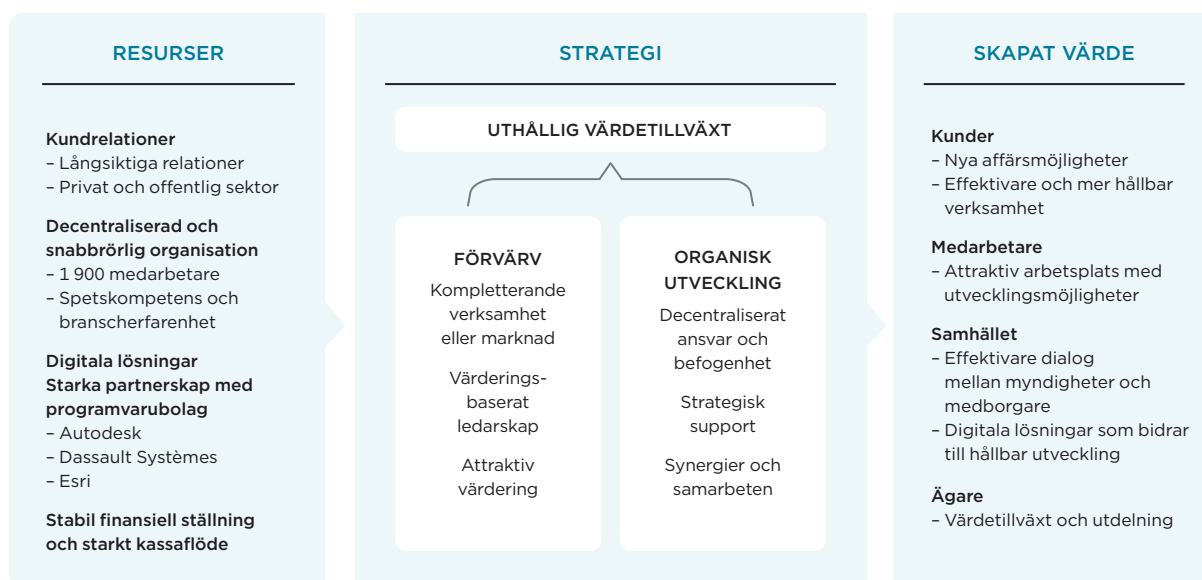 RESURSER
Kundrelationer
– Långsiktiga relationer
– Privat och offentlig sektor
Decentraliserad och
snabbrörlig organisation
– 1 900 medarbetare
– Spetskompetens och
branscherfarenhet
Digitala lösningar
Starka partnerskap med
programvarubolag
– Autodesk
– Dassault Systèmes
– Esri
Stabil finansiell ställning
och starkt kassaflöde
STRATEGI
UTHÅLLIG VÄRDETILLVÄXT
FÖRVÄRV
Kompletterande
verksamhet
eller marknad
Värderings-
baserat
ledarskap
Attraktiv
värdering
ORGANISK
UTVECKLING
Decentraliserat
ansvar och
befogenhet
Strategisk
support
Synergier och
samarbeten
SKAPAT VÄRDE
Kunder
– Nya affärsmöjligheter
– Effektivare och mer hållbar
verksamhet
Medarbetare
– Attraktiv arbetsplats med
utvecklingsmöjligheter
Samhället
– Effektivare dialog
mellan myndigheter och
medborgare
– Digitala lösningar som bidrar
till hållbar utveckling
Ägare
– Värdetillväxt och utdelning